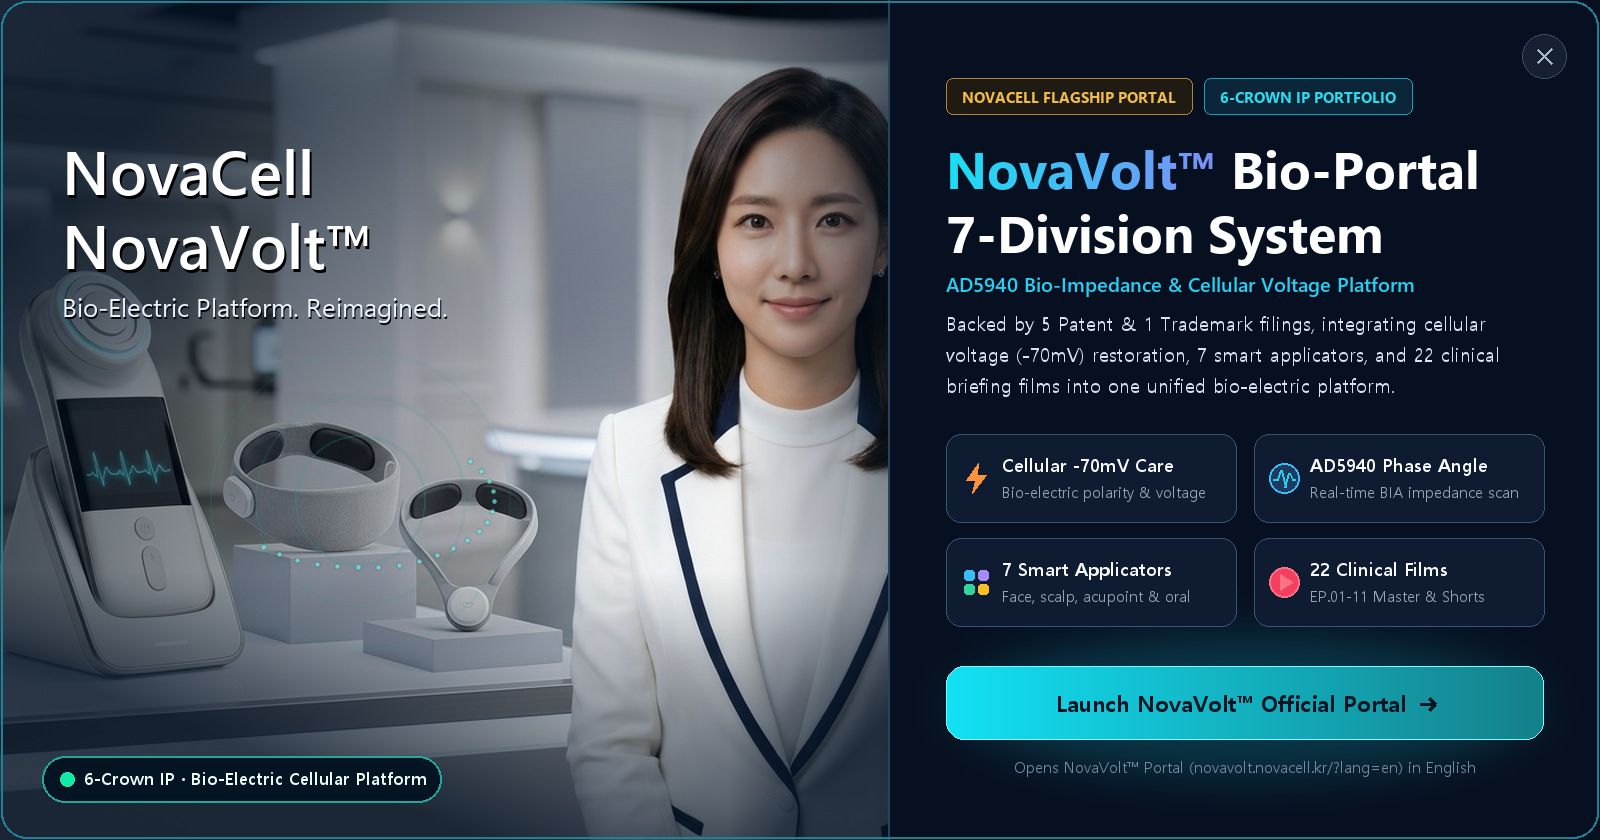 NovaCell
NovaVolt™
Bio-Electric Platform. Reimagined.
6-Crown IP · Bio-Electric Cellular Platform
NOVACELL FLAGSHIP PORTAL
6-CROWN IP PORTFOLIO
NovaVolt™ Bio-Portal
7-Division System
AD5940 Bio-Impedance & Cellular Voltage Platform
Backed by 5 Patent & 1 Trademark filings, integrating cellular
voltage (-70mV) restoration, 7 smart applicators, and 22 clinical
briefing films into one unified bio-electric platform.
Cellular -70mV Care
Bio-electric polarity & voltage
AD5940 Phase Angle
Real-time BIA impedance scan
7 Smart Applicators
Face, scalp, acupoint & oral
22 Clinical Films
EP.01-11 Master & Shorts
Launch NovaVolt™ Official Portal →
Opens NovaVolt™ Portal (novavolt.novacell.kr/?lang=en) in English